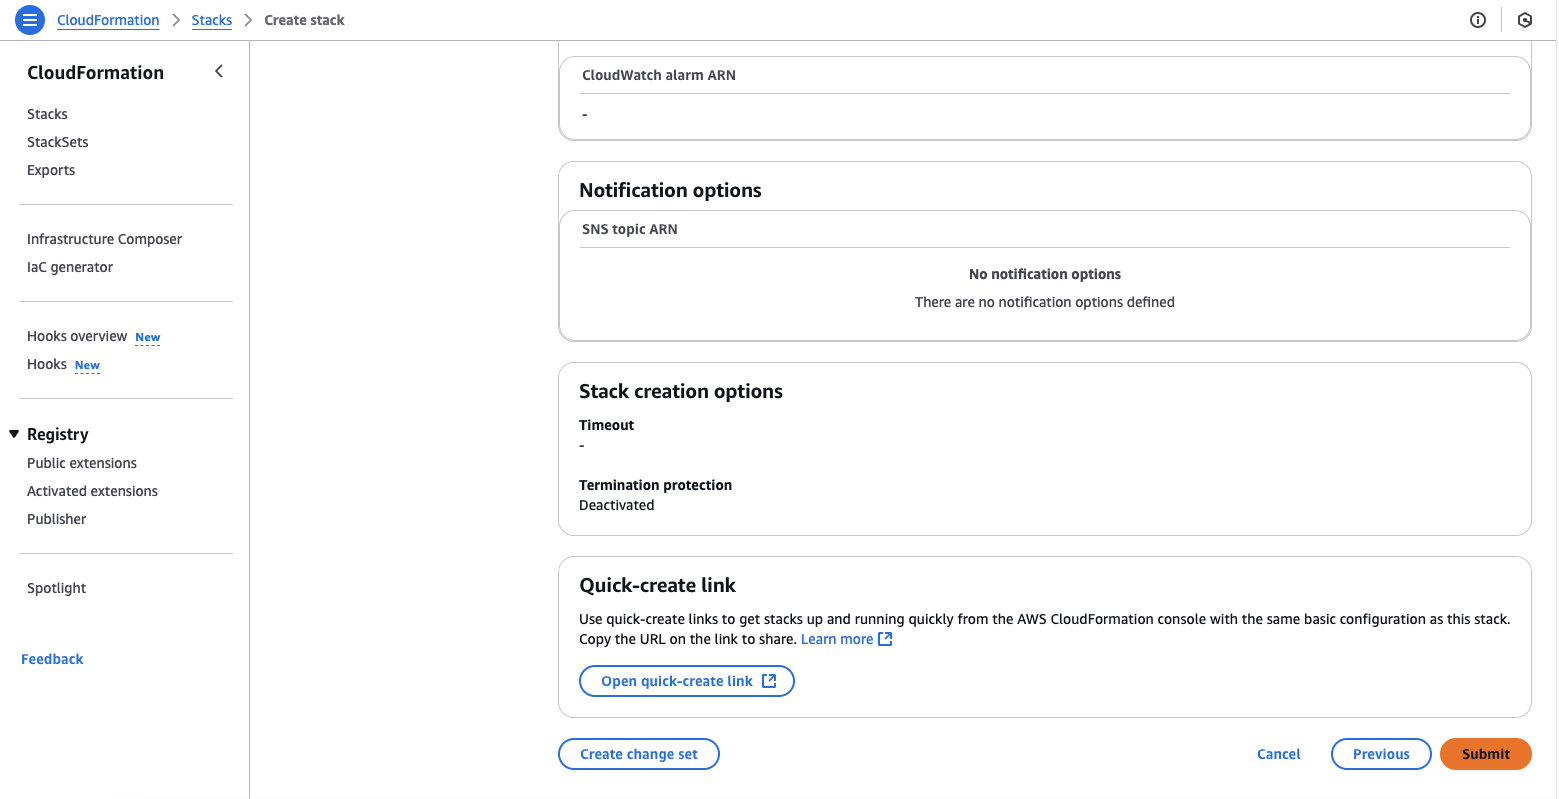 CloudFormation
Stacks
Create stack
CloudFormation
Stacks
StackSets
Exports
Infrastructure Composer
IaC generator
Hooks overview New
Hooks New
Registry
Public extensions
Activated extensions
Publisher
Spotlight
Feedback
CloudWatch alarm ARN
-
Notification options
SNS topic ARN
No notification options
There are no notification options defined
Stack creation options
Timeout
-
Termination protection
Deactivated
Quick-create link
Use quick-create links to get stacks up and running quickly from the AWS CloudFormation console with the same basic configuration as this stack.
Copy the URL on the link to share. Learn more
Open quick-create link
Create change set
Cancel
Previous
Submit